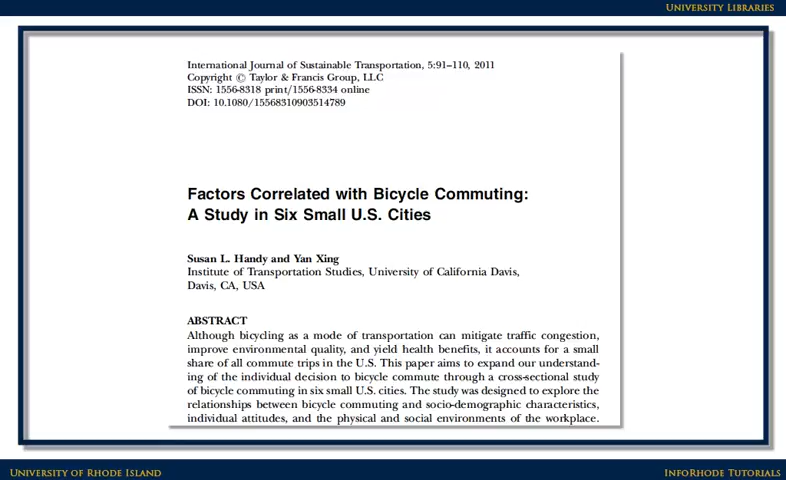 University Libraries
International Journal of Sustainable Transportation, 5:91–110, 2011
Copyright © Taylor & Francis Group, LLC
ISSN: 1556-8318 print/1556-8334 online
DOI: 10.1080/15568310903514789
Factors Correlated with Bicycle Commuting:
A Study in Six Small U.S. Cities
Susan L. Handy and Yan Xing
Institute of Transportation Studies, University of California Davis,
Davis, CA, USA
ABSTRACT
Although bicycling as a mode of transportation can mitigate traffic congestion,
improve environmental quality, and yield health benefits, it accounts for a small
share of all commute trips in the U.S. This paper aims to expand our understand-
ing of the individual decision to bicycle commute through a cross-sectional study
of bicycle commuting in six small U.S. cities. The study was designed to explore the
relationships between bicycle commuting and socio-demographic characteristics,
individual attitudes, and the physical and social environments of the workplace.
University of Rhode Island
InfoRhode Tutorials